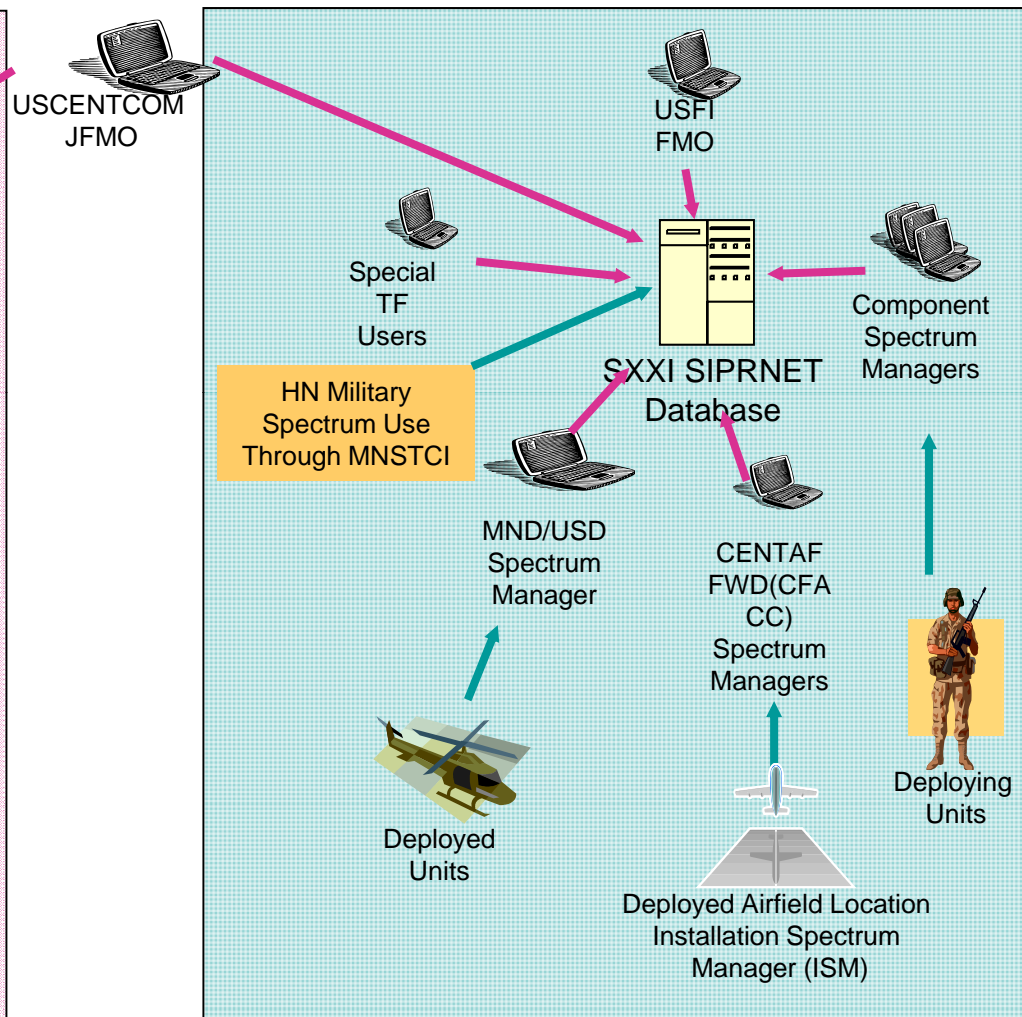 USCENTCOM
JFMO
USFI
FMO
Special
TF
Users
Component
Spectrum
Managers
SXXI SIPRNET
Database
HN Military
Spectrum Use
Through MNSTCI
MND/USD
Spectrum
Manager
CENTAF
FWD(CFA
CC)
Spectrum
Managers
Deployed
Units
Deploying
Units
Deployed Airfield Location
Installation Spectrum
Manager (ISM)